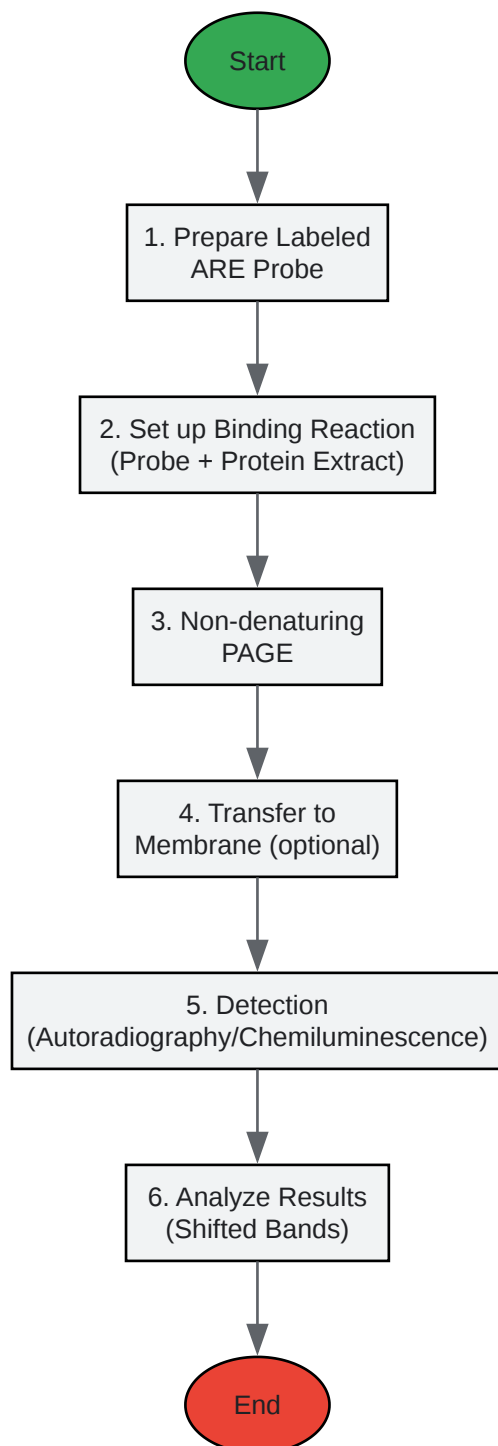 Start
1. Prepare Labeled
ARE Probe
2. Set up Binding Reaction
(Probe + Protein Extract)
3. Non-denaturing
PAGE
4. Transfer to
Membrane (optional)
5. Detection
(Autoradiography/Chemiluminescence)
6. Analyze Results
(Shifted Bands)
End